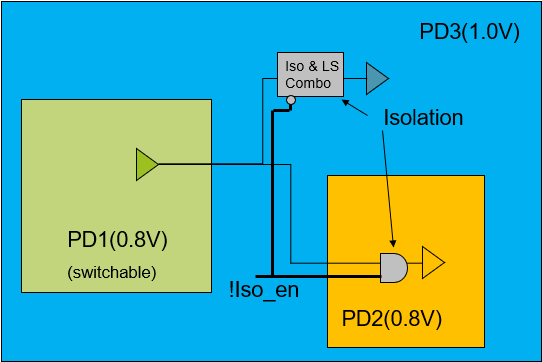 PD3(1.0V)
Iso & LS
Combo
Isolation
PD1(0.8V)
(switchable)
!Iso_en
PD2(0.8V)